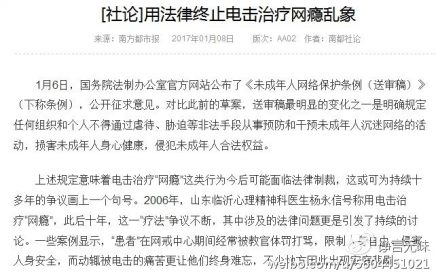 [社论]用法律终止电击治疗网瘾乱象
来源：南方都市报 2017年01月08日 版次：AA02 作者：南都社论
1月6日，国务院法制办公室官方网站公布了《未成年人网络保护条例（送审稿）》
（下称条例），公开征求意见。对比此前的草案，送审稿最明显的变化之一是明确规定
任何组织和个人不得通过虐待、胁迫等非法手段从事预防和干预未成年人沉迷网络的活
动，损害未成年人身心健康，侵犯未成年人合法权益。
上述规定意味着电击治疗“网瘾”这类行为今后可能面临法律制裁，这或可为持续十
多年的争议画上一个句号。2006年，山东临沂心理精神科医生杨永信称用电击治
疗“网瘾”，此后十年，这一“疗法”争议不断，其中涉及的法律问题更是引发了持续的讨
论。一些案例显示，“患者”在网戒中心期间经常被教官体罚打骂，限制
人身安全，而动辄被电击的痛苦更让他们终身难忘，不少地方因此出现